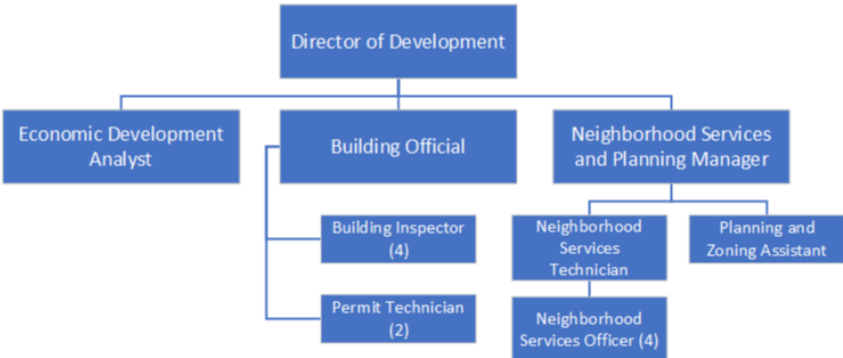 Director of Development
Economic Development
Analyst
Building Official
Neighborhood Services
and Planning Manager
Building Inspector
(4)
Permit Technician
(2)
Neighborhood
Services
Technician
Planning and
Zoning Assistant
Neighborhood
Services Officer (4)